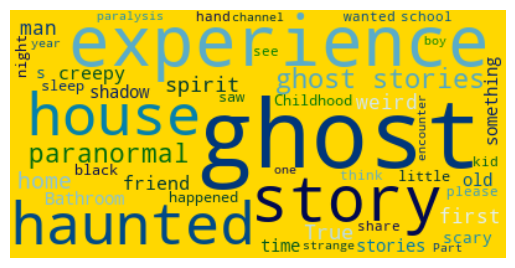 paralysis hand channel wanted school
man experience
year night see boy
s creepy ghost stories
sleep shadow spirit something
house saw Childhood weird encounter
ghost
paranormal kid
black one
home friend think little old
Bathroom story please
haunted happened True share first
time strange stories Part scary